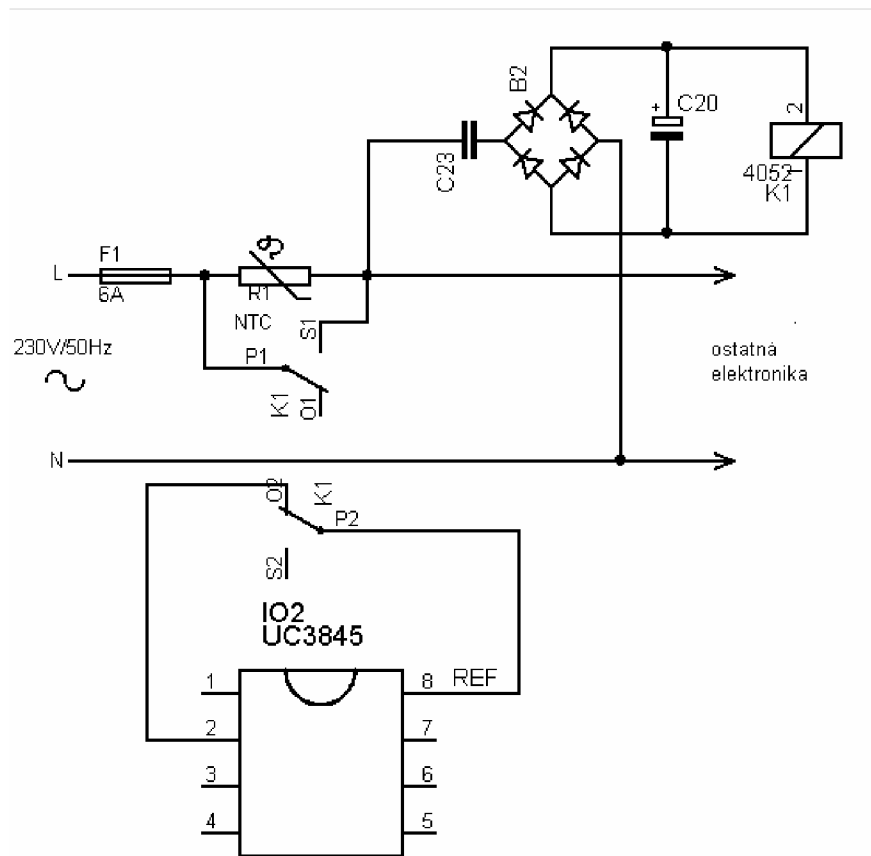 B2
+
C20
2
C23
4052
1
K1
F1
L
6A
R1
NTC
S1
230V/50Hz
P1
ostatná
elektronika
K1
O1
N
O2
K1
P2
S2
IO2
UC3845
1
8
REF
2
7
3
6
4
5